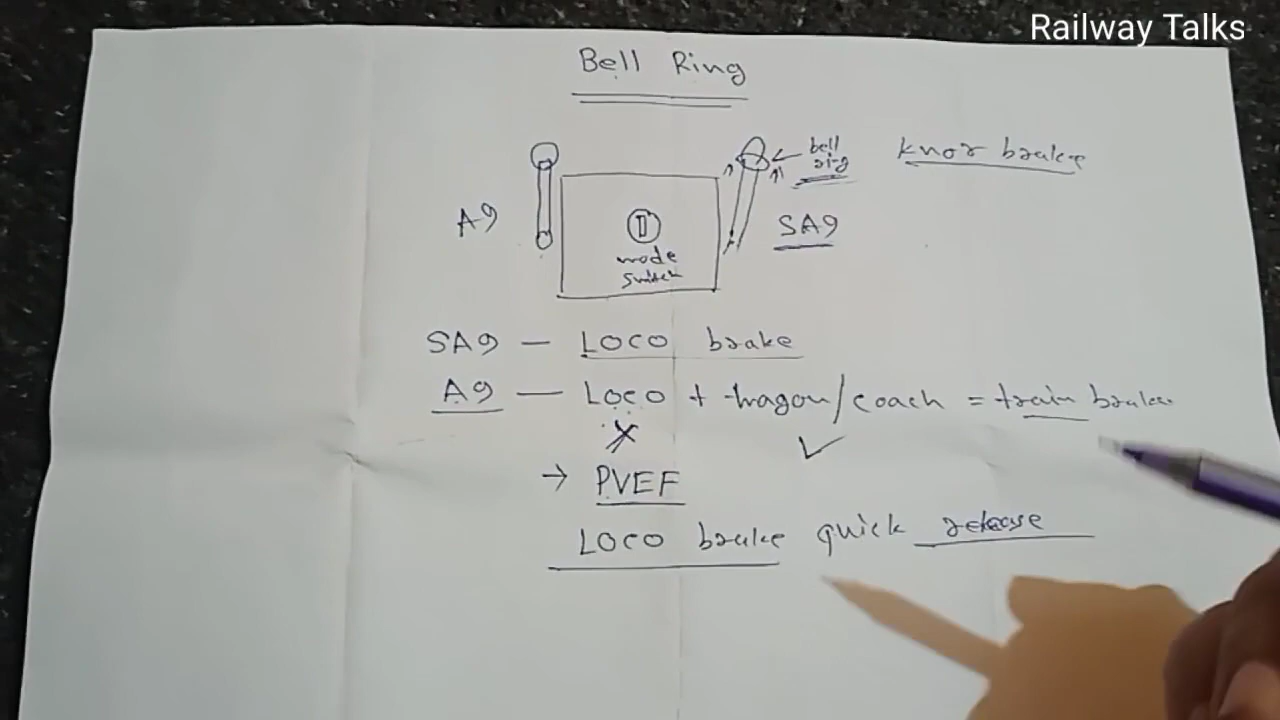 Railway Talks
Bell Ring
bell
ring
knor brake
A9
SA9
mode
switch
SA9 — Loco brake
A9 — Loco + wagon/coach = train brake
x ✓
→ PVEF
Loco brake quick release